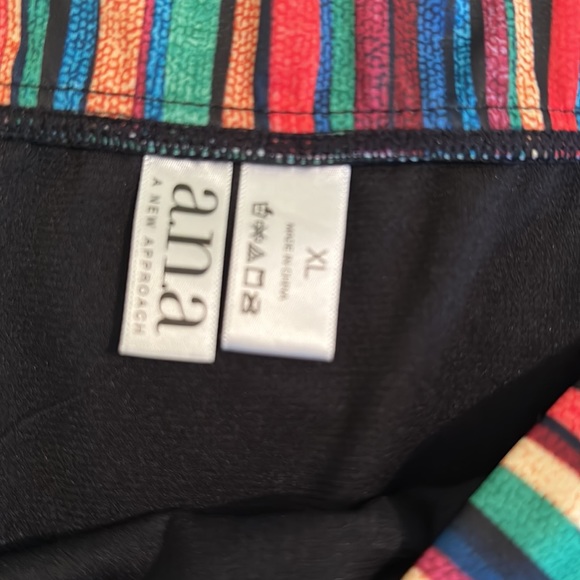 a.n.a
A NEW APPROACH
XL
MADE IN CHINA